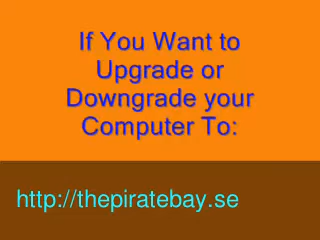 If You Want to
Upgrade or
Downgrade your
Computer To:
http://thepiratebay.se